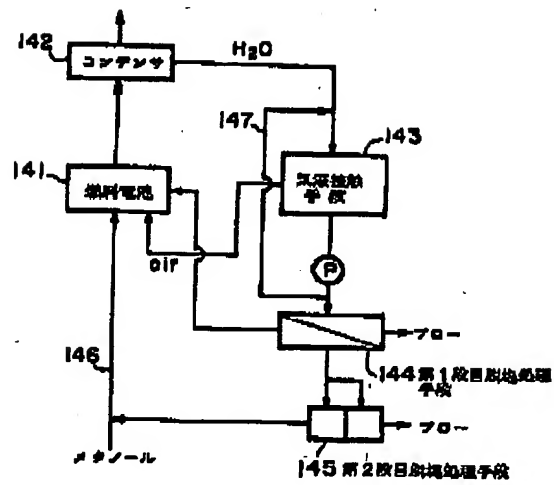 142
コンデンサ
H2O
147
143
141
燃料電池
気液接触
手段
air
P
ブロー
146
144 第1段目脱塩処理
手段
ブロー
メタノール
145 第2段目脱塩処理手段